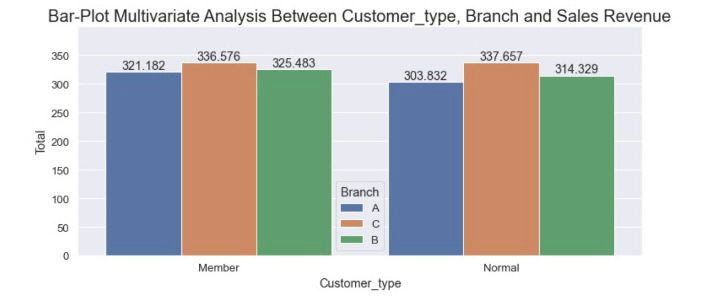 Bar-Plot Multivariate Analysis Between Customer_type, Branch and Sales Revenue
350
300
250
200
150
100
50
0
Total
321.182
336.576
325.483
303.832
337.657
314.329
Branch
A
C
B
Member
Normal
Customer_type